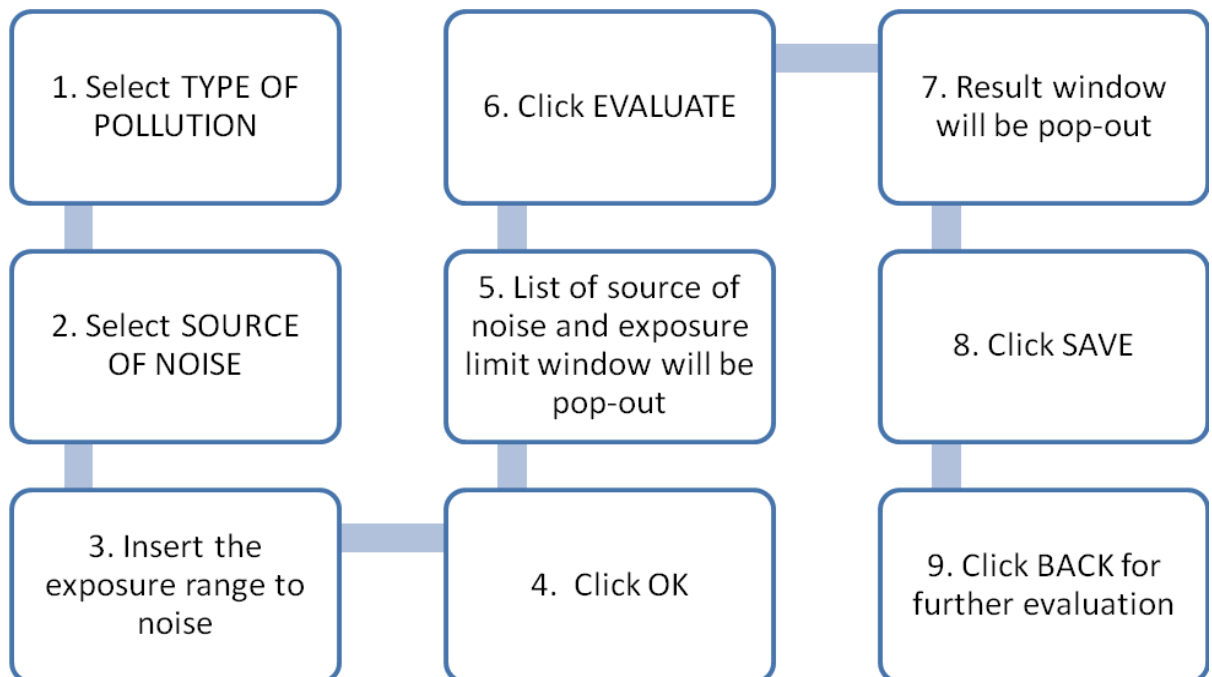 1. Select TYPE OF
POLLUTION
2. Select SOURCE
OF NOISE
3. Insert the
exposure range to
noise
4.  Click OK
5. List of source of
noise and exposure
limit window will be
pop-out
6. Click EVALUATE
7. Result window
will be pop-out
8. Click SAVE
9. Click BACK for
further evaluation